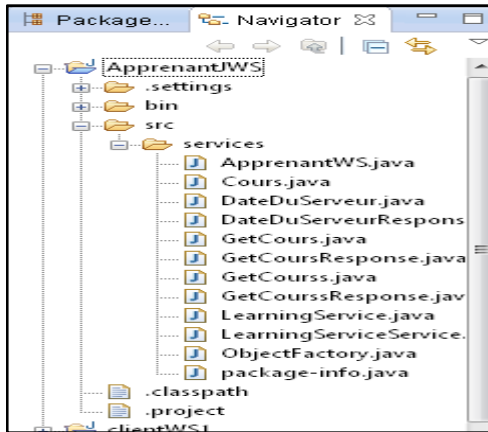 Package...
Navigator
ApprenantJWS
.settings
bin
src
services
ApprenantWS.java
Cours.java
DateDuServeur.java
DateDuServeurRespons
GetCours.java
GetCoursResponse.java
GetCourss.java
GetCourssResponse.jav
LearningService.java
LearningServiceService.
ObjectFactory.java
package-info.java
.classpath
.project
clientWS1